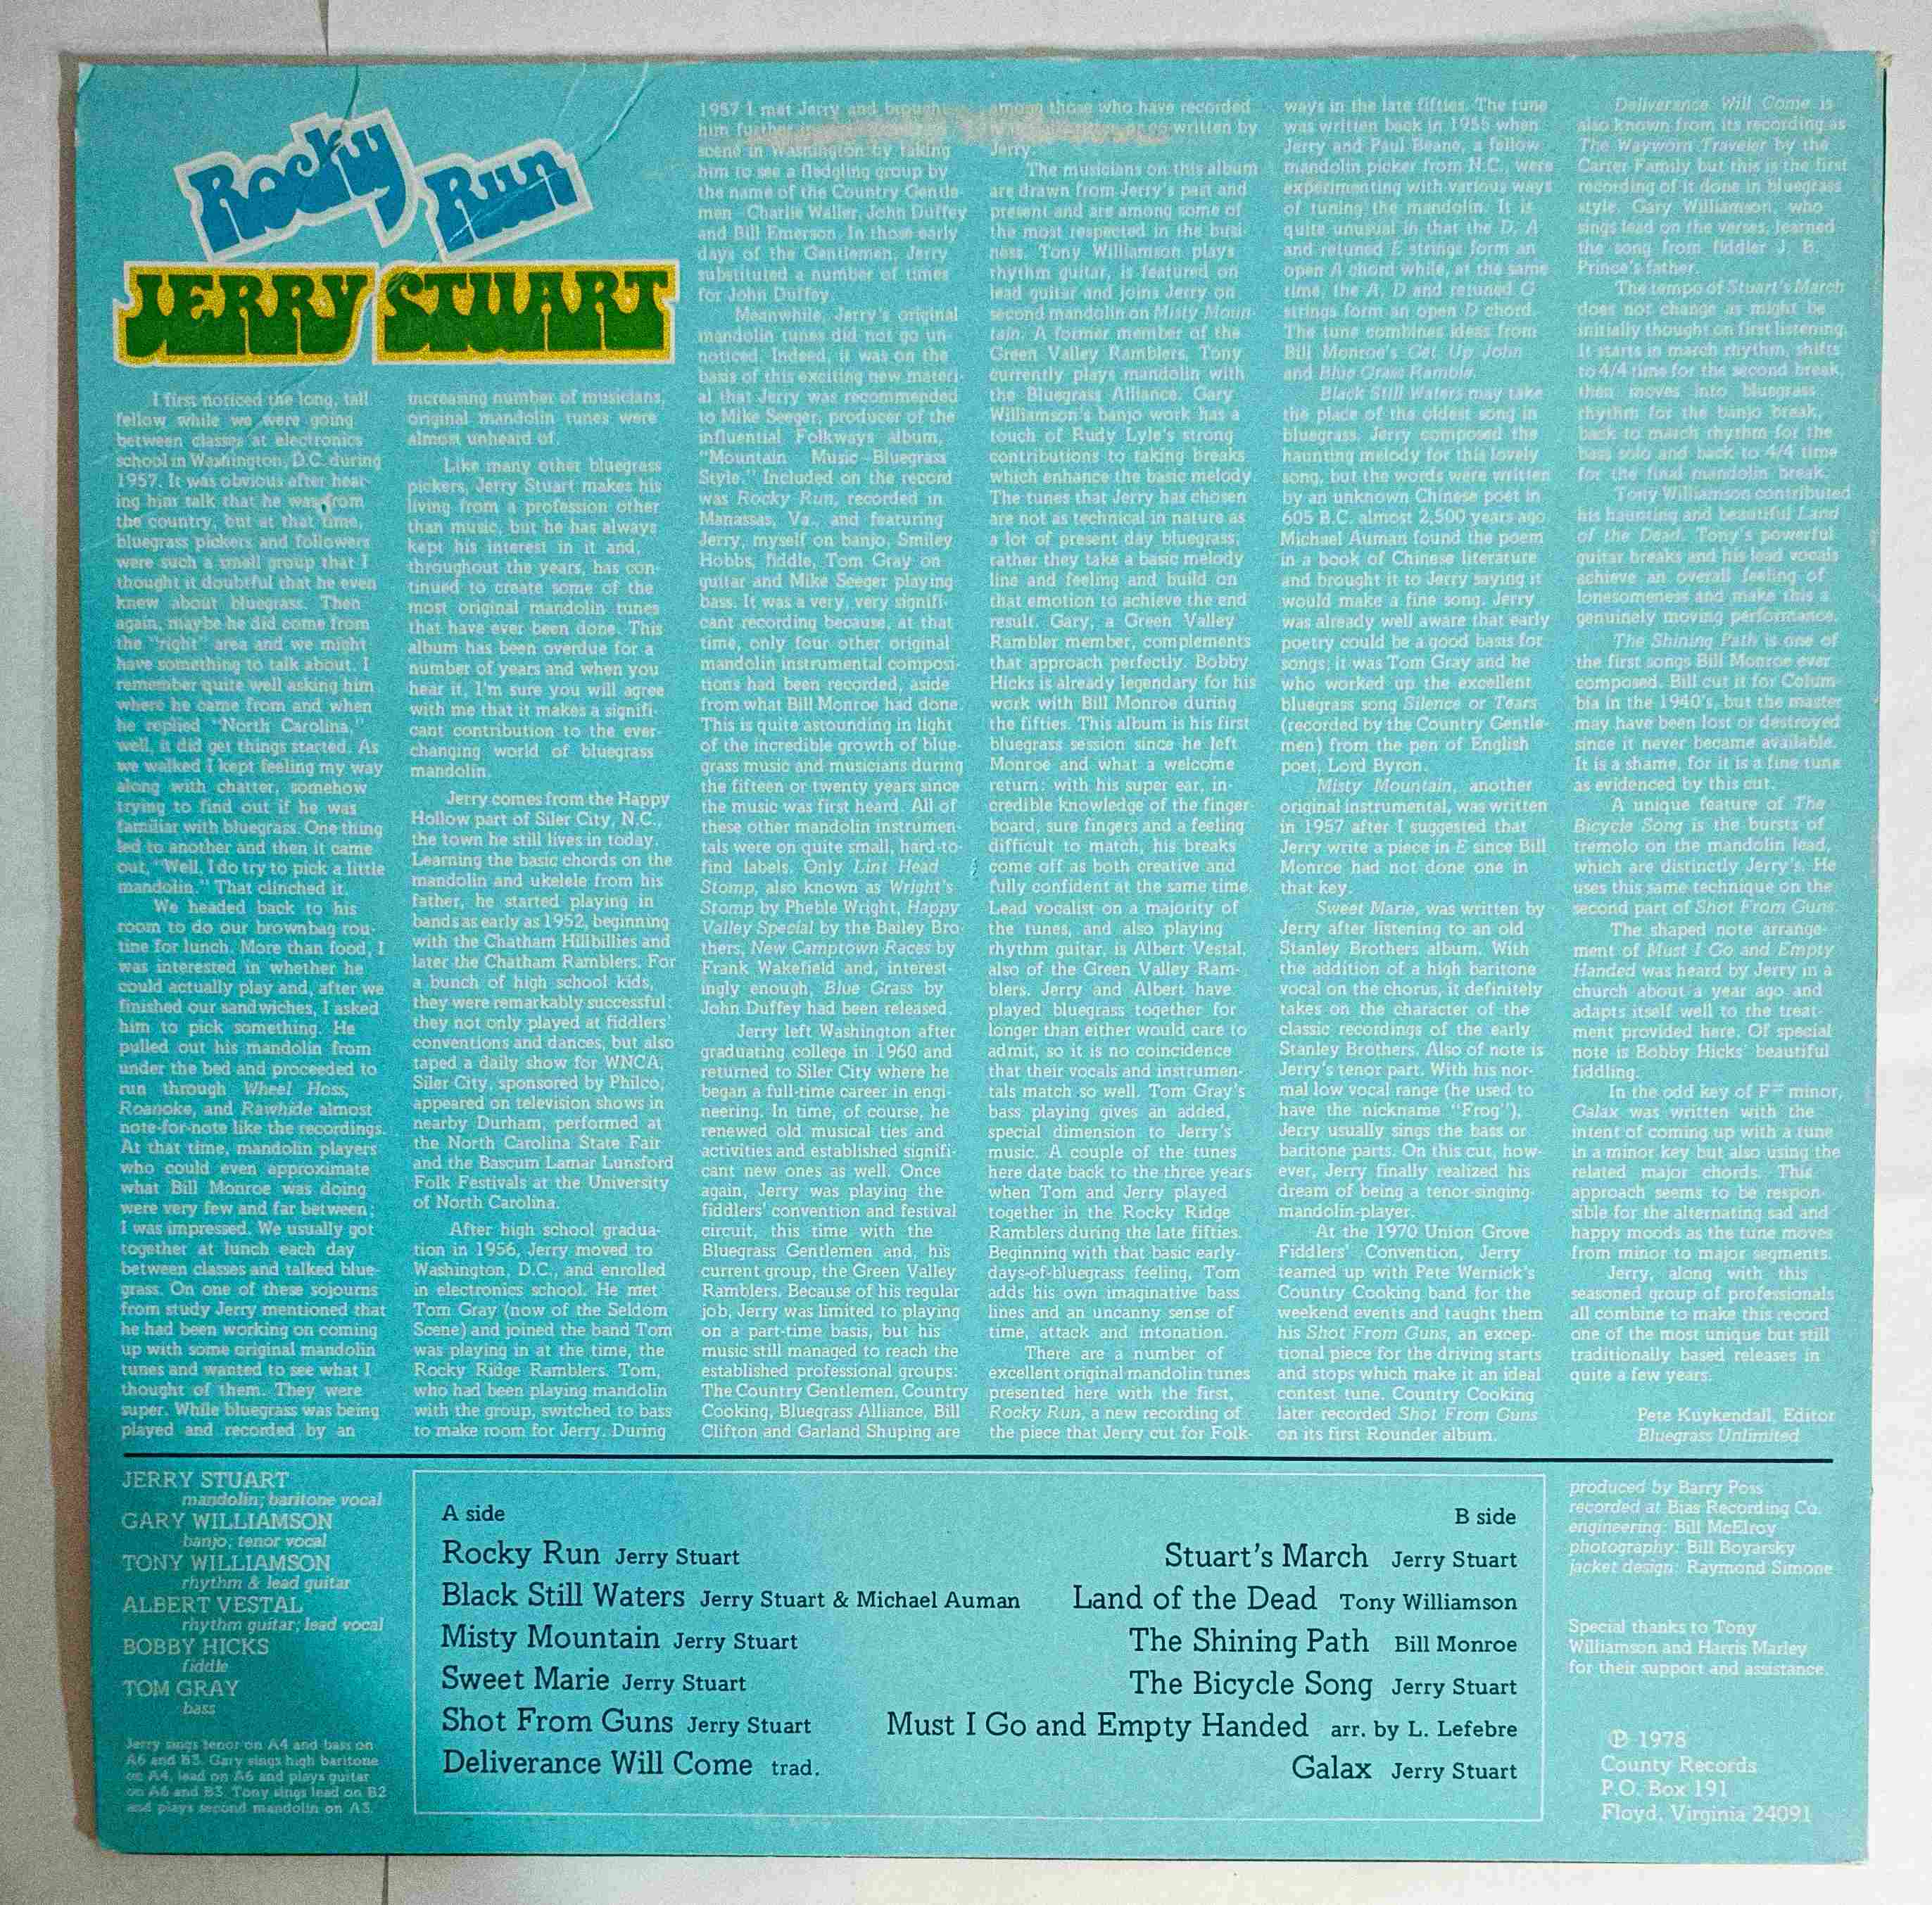 Rocky Run
JERRY STUART
I first noticed the long, tall
fellow while we were going
between classes at electronics
school in Washington, D.C. during
1957. It was obvious after hear-
ing him talk that he was from
the country, but at that time,
bluegrass pickers and followers
were such a small group that I
thought it doubtful that he even
knew about bluegrass. Then
again, maybe he did come from
the "right" area and we might
have something to talk about. I
remember quite well asking him
where he came from and when
he replied "North Carolina,"
well, it did get things started. As
we walked I kept feeling my way
along with chatter, somehow
trying to find out if he was
familiar with bluegrass. One thing
led to another and then it came
out, "Well, I do try to pick a little
mandolin." That clinched it.
We headed back to his
room to do our brownbag rou-
tine for lunch. More than food, I
was interested in whether he
could actually play and, after we
finished our sandwiches, I asked
him to pick something. He
pulled out his mandolin from
under the bed and proceeded to
run through Wheel Hoss,
Roanoke, and Rawhide almost
note-for-note like the recordings.
At that time, mandolin players
who could even approximate
what Bill Monroe was doing
were very few and far between;
I was impressed. We usually got
together at lunch each day
between classes and talked blue-
grass. On one of these sojourns
from study Jerry mentioned that
he had been working on coming
up with some original mandolin
tunes and wanted to see what I
thought of them. They were
super. While bluegrass was being
played and recorded by an
increasing number of musicians,
original mandolin tunes were
almost unheard of.
Like many other bluegrass
pickers, Jerry Stuart makes his
living from a profession other
than music, but he has always
kept his interest in it and,
throughout the years, has con-
tinued to create some of the
most original mandolin tunes
that have ever been done. This
album has been overdue for a
number of years and when you
hear it, I'm sure you will agree
with me that it makes a signifi-
cant contribution to the ever-
changing world of bluegrass
mandolin.
Jerry comes from the Happy
Hollow part of Siler City, N.C.,
the town he still lives in today.
Learning the basic chords on the
mandolin and ukelele from his
father, he started playing in
bands as early as 1952, beginning
with the Chatham Hillbillies and
later the Chatham Ramblers. For
a bunch of high school kids,
they were remarkably successful:
they not only played at fiddlers'
conventions and dances, but also
taped a daily show for WNCA,
Siler City, sponsored by Philco,
appeared on television shows in
nearby Durham, performed at
the North Carolina State Fair
and the Bascum Lamar Lunsford
Folk Festivals at the University
of North Carolina.
After high school gradua-
tion in 1956, Jerry moved to
Washington, D.C., and enrolled
in electronics school. He met
Tom Gray (now of the Seldom
Scene) and joined the band Tom
was playing in at the time, the
Rocky Ridge Ramblers. Tom,
who had been playing mandolin
with the group, switched to bass
to make room for Jerry. During
1957 I met Jerry and brought
him further
scene in Washington by taking
him to see a fledgling group by
the name of the Country Gentle-
men - Charlie Waller, John Duffey
and Bill Emerson. In those early
days of the Gentlemen, Jerry
substituted a number of times
for John Duffey.
Meanwhile, Jerry's original
mandolin tunes did not go un-
noticed. Indeed, it was on the
basis of this exciting new materi-
al that Jerry was recommended
to Mike Seeger, producer of the
influential Folkways album,
"Mountain Music Bluegrass
Style." Included on the record
was Rocky Run, recorded in
Manassas, Va., and featuring
Jerry, myself on banjo, Smiley
Hobbs, fiddle, Tom Gray on
guitar and Mike Seeger playing
bass. It was a very, very signifi-
cant recording because, at that
time, only four other original
mandolin instrumental composi-
tions had been recorded, aside
from what Bill Monroe had done.
This is quite astounding in light
of the incredible growth of blue-
grass music and musicians during
the fifteen or twenty years since
the music was first heard. All of
these other mandolin instrumen-
tals were on quite small, hard-to-
find labels. Only Lint Head
Stomp, also known as Wright's
Stomp by Pheble Wright, Happy
Valley Special by the Bailey Bro-
thers, New Camptown Races by
Frank Wakefield and, interest-
ingly enough, Blue Grass by
John Duffey had been released.
Jerry left Washington after
graduating college in 1960 and
returned to Siler City where he
began a full-time career in engi-
neering. In time, of course, he
renewed old musical ties and
activities and established signifi-
cant new ones as well. Once
again, Jerry was playing the
fiddlers' convention and festival
circuit, this time with the
Bluegrass Gentlemen and, his
current group, the Green Valley
Ramblers. Because of his regular
job, Jerry was limited to playing
on a part-time basis, but his
music still managed to reach the
established professional groups:
The Country Gentlemen, Country
Cooking, Bluegrass Alliance, Bill
Clifton and Garland Shuping are
among those who have recorded
or co-written by
Jerry.
The musicians on this album
are drawn from Jerry's past and
present and are among some of
the most respected in the busi-
ness. Tony Williamson plays
rhythm guitar, is featured on
lead guitar and joins Jerry on
second mandolin on Misty Moun-
tain. A former member of the
Green Valley Ramblers, Tony
currently plays mandolin with
the Bluegrass Alliance. Gary
Williamson's banjo work has a
touch of Rudy Lyle's strong
contributions to taking breaks
which enhance the basic melody.
The tunes that Jerry has chosen
are not as technical in nature as
a lot of present day bluegrass;
rather they take a basic melody
line and feeling and build on
that emotion to achieve the end
result. Gary, a Green Valley
Rambler member, complements
that approach perfectly. Bobby
Hicks is already legendary for his
work with Bill Monroe during
the fifties. This album is his first
bluegrass session since he left
Monroe and what a welcome
return: with his super ear, in-
credible knowledge of the finger-
board, sure fingers and a feeling
difficult to match, his breaks
come off as both creative and
fully confident at the same time.
Lead vocalist on a majority of
the tunes, and also playing
rhythm guitar, is Albert Vestal,
also of the Green Valley Ram-
blers. Jerry and Albert have
played bluegrass together for
longer than either would care to
admit, so it is no coincidence
that their vocals and instrumen-
tals match so well. Tom Gray's
bass playing gives an added,
special dimension to Jerry's
music. A couple of the tunes
here date back to the three years
when Tom and Jerry played
together in the Rocky Ridge
Ramblers during the late fifties.
Beginning with that basic early-
days-of-bluegrass feeling, Tom
adds his own imaginative bass
lines and an uncanny sense of
time, attack and intonation.
There are a number of
excellent original mandolin tunes
presented here with the first,
Rocky Run, a new recording of
the piece that Jerry cut for Folk-
ways in the late fifties. The tune
was written back in 1955 when
Jerry and Paul Beane, a fellow
mandolin picker from N.C., were
experimenting with various ways
of tuning the mandolin. It is
quite unusual in that the D, A
and retuned E strings form an
open A chord while, at the same
time, the A, D and retuned G
strings form an open D chord.
The tune combines ideas from
Bill Monroe's Get Up John
and Blue Grass Ramble.
Black Still Waters may take
the place of the oldest song in
bluegrass. Jerry composed the
haunting melody for this lovely
song, but the words were written
by an unknown Chinese poet in
605 B.C. almost 2,500 years ago.
Michael Auman found the poem
in a book of Chinese literature
and brought it to Jerry saying it
would make a fine song. Jerry
was already well aware that early
poetry could be a good basis for
songs; it was Tom Gray and he
who worked up the excellent
bluegrass song Silence or Tears
(recorded by the Country Gentle-
men) from the pen of English
poet, Lord Byron.
Misty Mountain, another
original instrumental, was written
in 1957 after I suggested that
Jerry write a piece in E since Bill
Monroe had not done one in
that key.
Sweet Marie, was written by
Jerry after listening to an old
Stanley Brothers album. With
the addition of a high baritone
vocal on the chorus, it definitely
takes on the character of the
classic recordings of the early
Stanley Brothers. Also of note is
Jerry's tenor part. With his nor-
mal low vocal range (he used to
have the nickname "Frog"),
Jerry usually sings the bass or
baritone parts. On this cut, how-
ever, Jerry finally realized his
dream of being a tenor-singing-
mandolin-player.
At the 1970 Union Grove
Fiddlers' Convention, Jerry
teamed up with Pete Wernick's
Country Cooking band for the
weekend events and taught them
his Shot From Guns, an excep-
tional piece for the driving starts
and stops which make it an ideal
contest tune. Country Cooking
later recorded Shot From Guns
on its first Rounder album.
Deliverance Will Come is
also known from its recording as
The Wayworn Traveler by the
Carter Family but this is the first
recording of it done in bluegrass
style. Gary Williamson, who
sings lead on the verses, learned
the song from fiddler J. B.
Prince's father.
The tempo of Stuart's March
does not change as might be
initially thought on first listening.
It starts in march rhythm, shifts
to 4/4 time for the second break,
then moves into bluegrass
rhythm for the banjo break,
back to march rhythm for the
bass solo and back to 4/4 time
for the final mandolin break.
Tony Williamson contributed
his haunting and beautiful Land
of the Dead. Tony's powerful
guitar breaks and his lead vocals
achieve an overall feeling of
lonesomeness and make this a
genuinely moving performance.
The Shining Path is one of
the first songs Bill Monroe ever
composed. Bill cut it for Colum-
bia in the 1940's, but the master
may have been lost or destroyed
since it never became available.
It is a shame, for it is a fine tune
as evidenced by this cut.
A unique feature of The
Bicycle Song is the bursts of
tremolo on the mandolin lead,
which are distinctly Jerry's. He
uses this same technique on the
second part of Shot From Guns.
The shaped note arrange-
ment of Must I Go and Empty
Handed was heard by Jerry in a
church about a year ago and
adapts itself well to the treat-
ment provided here. Of special
note is Bobby Hicks' beautiful
fiddling.
In the odd key of F# minor,
Galax was written with the
intent of coming up with a tune
in a minor key but also using the
related major chords. This
approach seems to be respon-
sible for the alternating sad and
happy moods as the tune moves
from minor to major segments.
Jerry, along with this
seasoned group of professionals
all combine to make this record
one of the most unique but still
traditionally based releases in
quite a few years.
Pete Kuykendall, Editor
Bluegrass Unlimited
JERRY STUART
mandolin; baritone vocal
GARY WILLIAMSON
banjo; tenor vocal
TONY WILLIAMSON
rhythm & lead guitar
ALBERT VESTAL
rhythm guitar; lead vocal
BOBBY HICKS
fiddle
TOM GRAY
bass
Jerry sings tenor on A4 and bass on
A6 and B3. Gary sings high baritone
on A4, lead on A6 and plays guitar
on A6 and B3. Tony sings lead on B2
and plays second mandolin on A3.
A side
Rocky Run Jerry Stuart
Black Still Waters Jerry Stuart & Michael Auman
Misty Mountain Jerry Stuart
Sweet Marie Jerry Stuart
Shot From Guns Jerry Stuart
Deliverance Will Come trad.
B side
Stuart's March Jerry Stuart
Land of the Dead Tony Williamson
The Shining Path Bill Monroe
The Bicycle Song Jerry Stuart
Must I Go and Empty Handed arr. by L. Lefebre
Galax Jerry Stuart
produced by Barry Poss
recorded at Bias Recording Co.
engineering: Bill McElroy
photography: Bill Boyarsky
jacket design: Raymond Simone
Special thanks to Tony
Williamson and Harris Marley
for their support and assistance.
℗ 1978
County Records
P.O. Box 191
Floyd, Virginia 24091